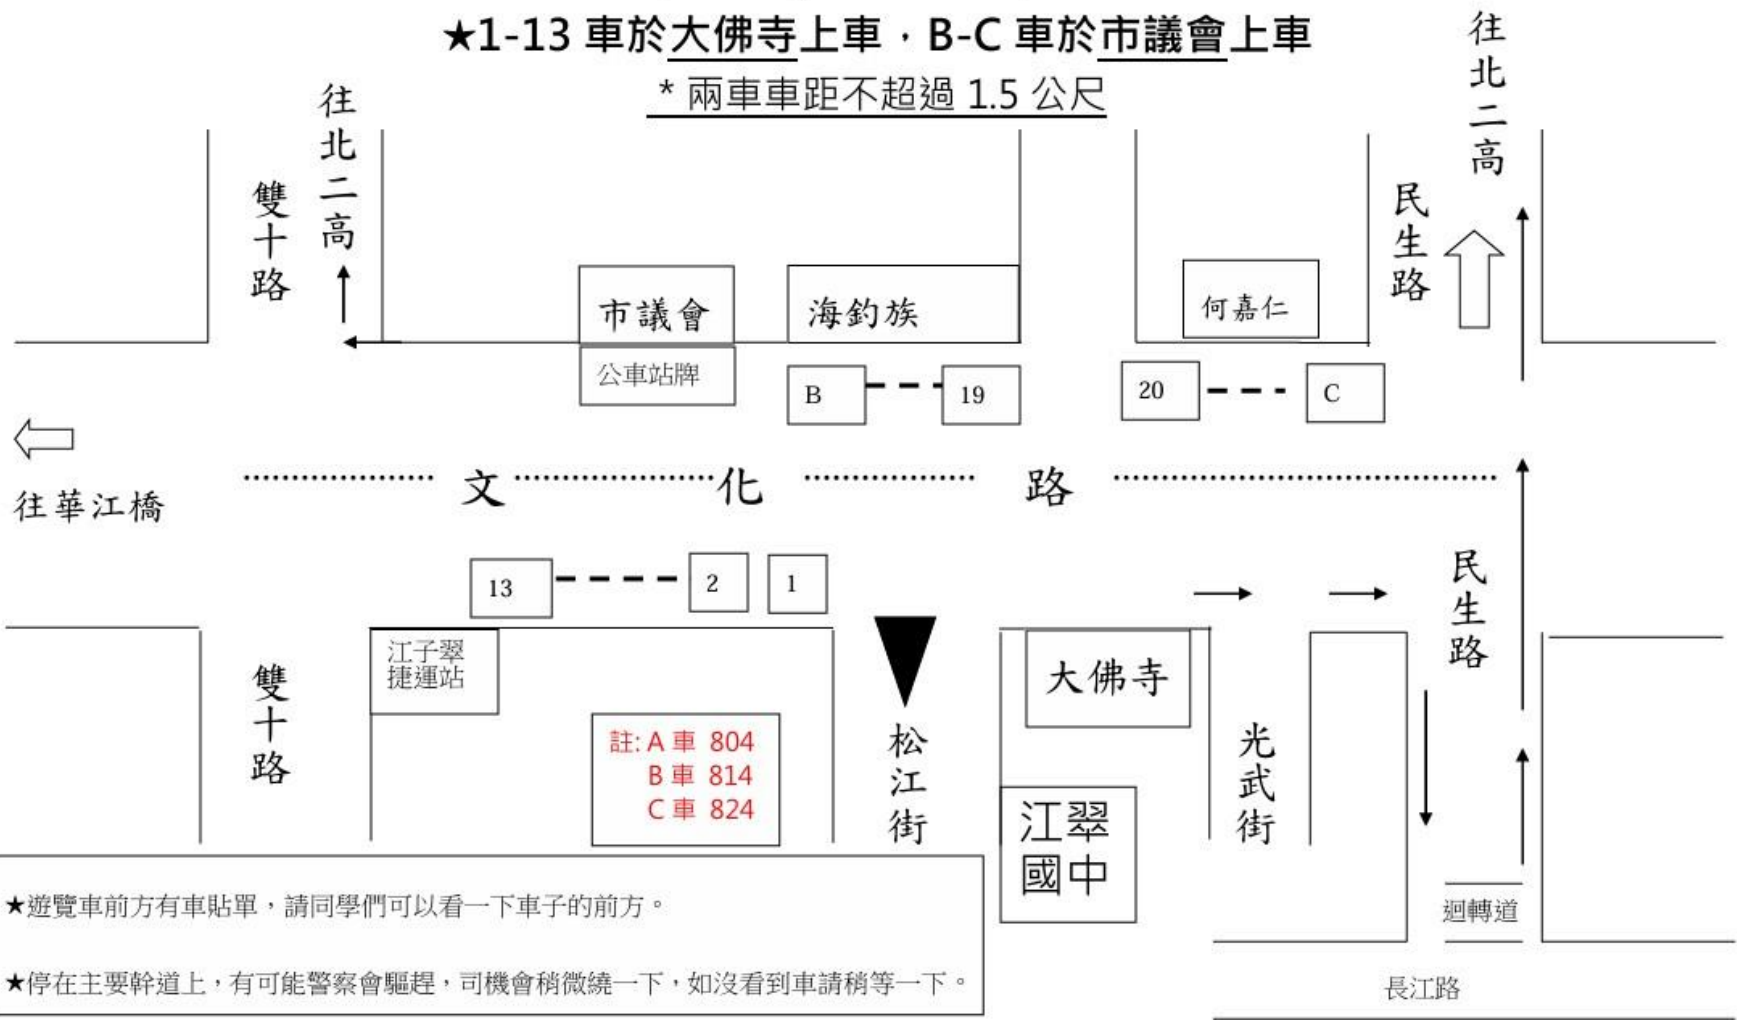 ★1-13 車於大佛寺上車，B-C 車於市議會上車
* 兩車車距不超過 1.5 公尺
往北二高
往北二高
雙十路
民生路
市議會
海釣族
何嘉仁
公車站牌
B
19
20
C
文化路
往華江橋
13
2
1
民生路
江子翠
捷運站
大佛寺
雙十路
註: A 車 804
B 車 814
C 車 824
松江街
光武街
江翠
國中
★遊覽車前方有車貼單，請同學們可以看一下車子的前方。
迴轉道
★停在主要幹道上，有可能警察會驅趕，司機會稍微繞一下，如沒看到車請稍等一下。
長江路